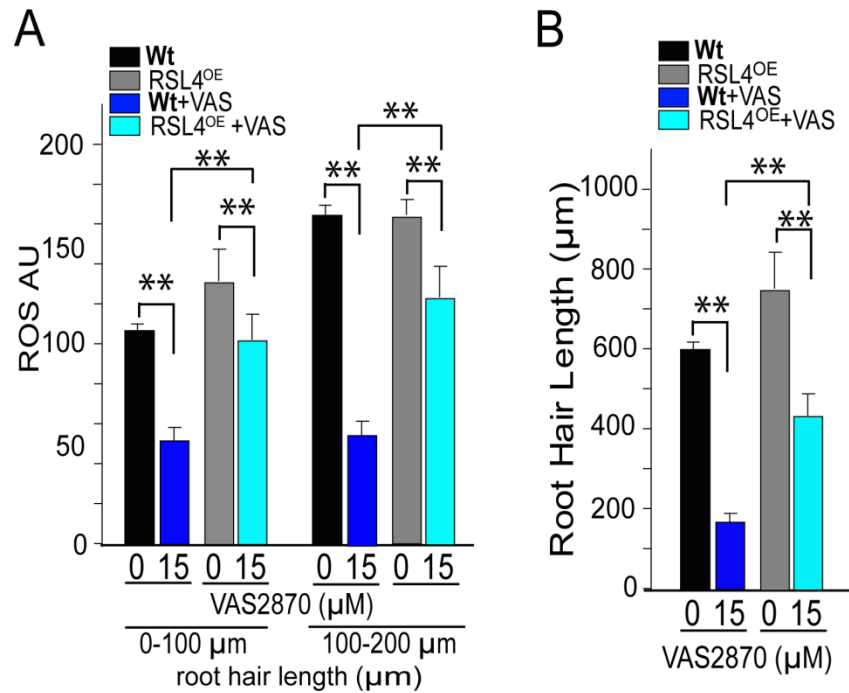 A
Wt
RSL4OE
Wt+VAS
RSL4OE +VAS
ROS AU
200
150
100
50
0
** ** ** ** ** **
0 15 0 15 0 15 0 15
VAS2870 (µM)
0-100 µm 100-200 µm
root hair length (µm)
B
Wt
RSL4OE
Wt+VAS
RSL4OE+VAS
Root Hair Length (µm)
1000
800
600
400
200
0
** ** **
0 15 0 15
VAS2870 (µM)